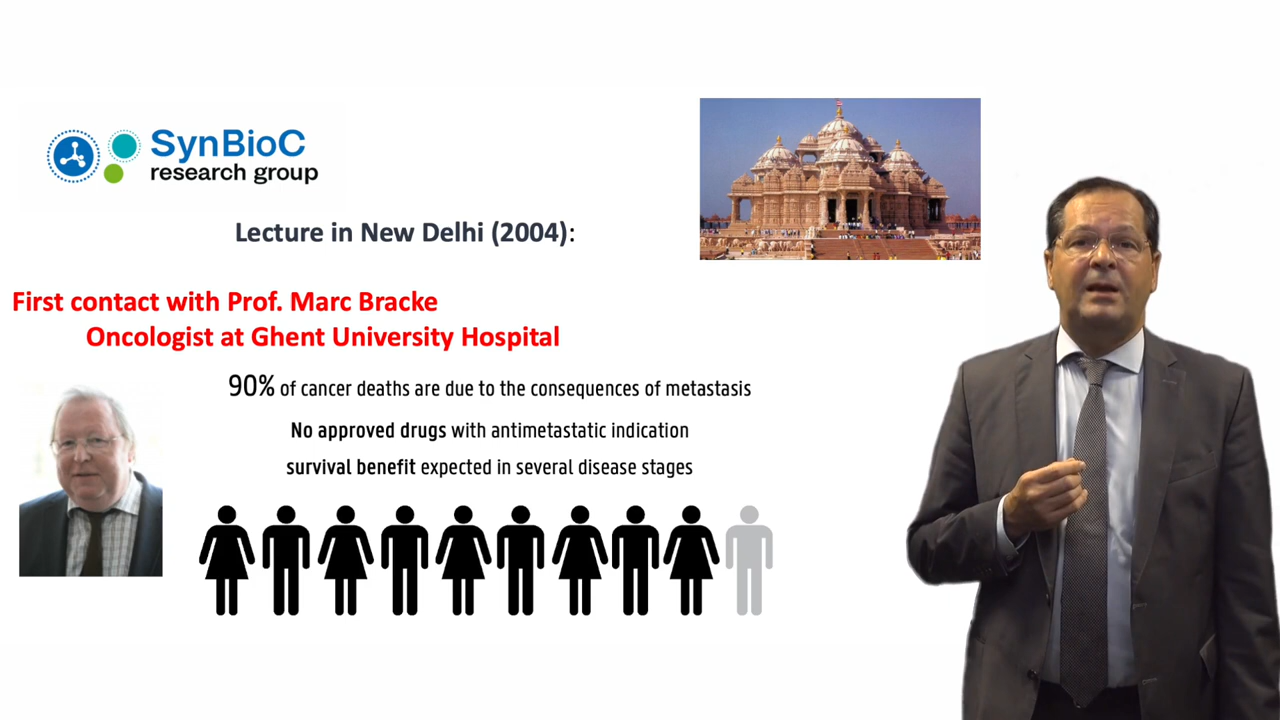 SynBioC
research group
Lecture in New Delhi (2004):
First contact with Prof. Marc Bracke
Oncologist at Ghent University Hospital
90% of cancer deaths are due to the consequences of metastasis
No approved drugs with antimetastatic indication
survival benefit expected in several disease stages